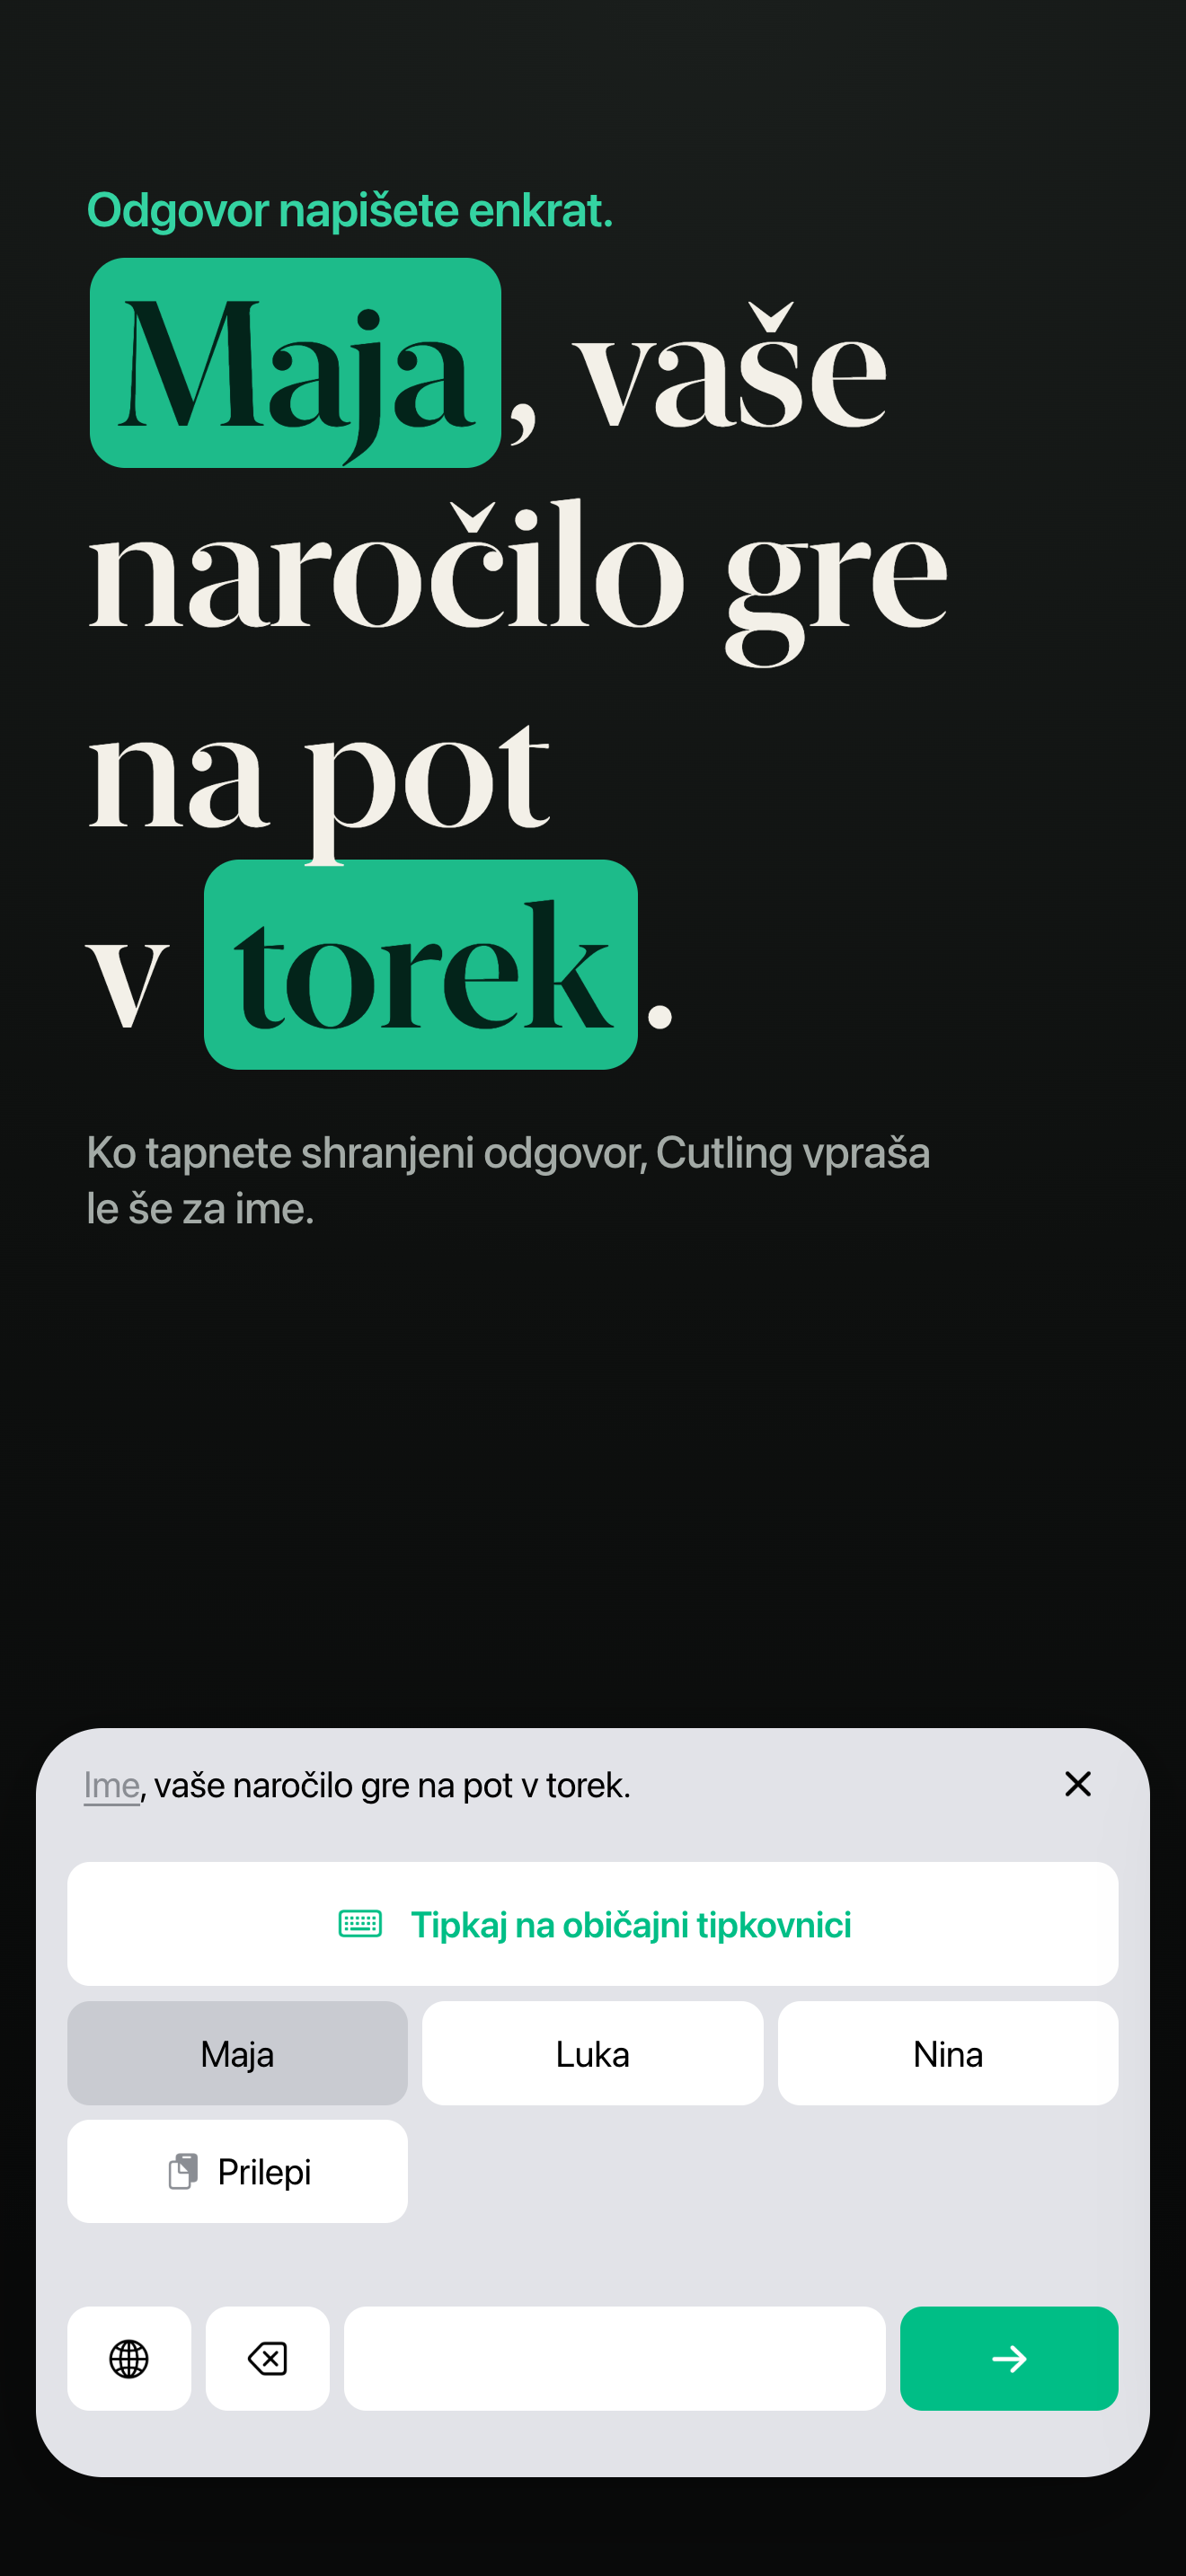 Odgovor napišete enkrat.
Maja, vaše
naročilo gre
na pot
v torek.
Ko tapnete shranjeni odgovor, Cutling vpraša
le še za ime.
Ime, vaše naročilo gre na pot v torek.
Tipkaj na običajni tipkovnici
Maja
Luka
Nina
Prilepi